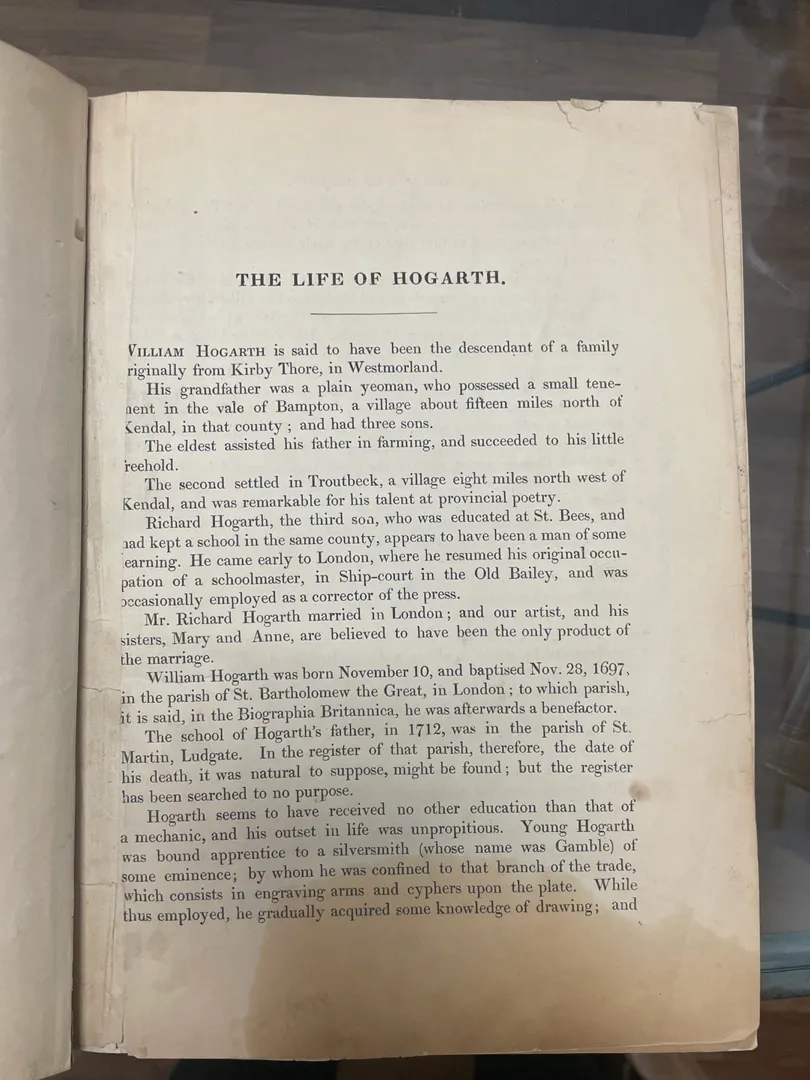 THE LIFE OF HOGARTH.
VILLIAM HOGARTH is said to have been the descendant of a family
riginally from Kirby Thore, in Westmorland.
His grandfather was a plain yeoman, who possessed a small tene-
nent in the vale of Bampton, a village about fifteen miles north of
Kendal, in that county ; and had three sons.
The eldest assisted his father in farming, and succeeded to his little
reehold.
The second settled in Troutbeck, a village eight miles north west of
Kendal, and was remarkable for his talent at provincial poetry.
Richard Hogarth, the third son, who was educated at St. Bees, and
had kept a school in the same county, appears to have been a man of some
earning. He came early to London, where he resumed his original occu-
pation of a schoolmaster, in Ship-court in the Old Bailey, and was
occasionally employed as a corrector of the press.
Mr. Richard Hogarth married in London ; and our artist, and his
sisters, Mary and Anne, are believed to have been the only product of
the marriage.
William Hogarth was born November 10, and baptised Nov. 28, 1697,
in the parish of St. Bartholomew the Great, in London ; to which parish,
it is said, in the Biographia Britannica, he was afterwards a benefactor.
The school of Hogarth's father, in 1712, was in the parish of St.
Martin, Ludgate. In the register of that parish, therefore, the date of
his death, it was natural to suppose, might be found ; but the register
has been searched to no purpose.
Hogarth seems to have received no other education than that of
a mechanic, and his outset in life was unpropitious. Young Hogarth
was bound apprentice to a silversmith (whose name was Gamble) of
some eminence; by whom he was confined to that branch of the trade,
which consists in engraving arms and cyphers upon the plate. While
thus employed, he gradually acquired some knowledge of drawing ; and